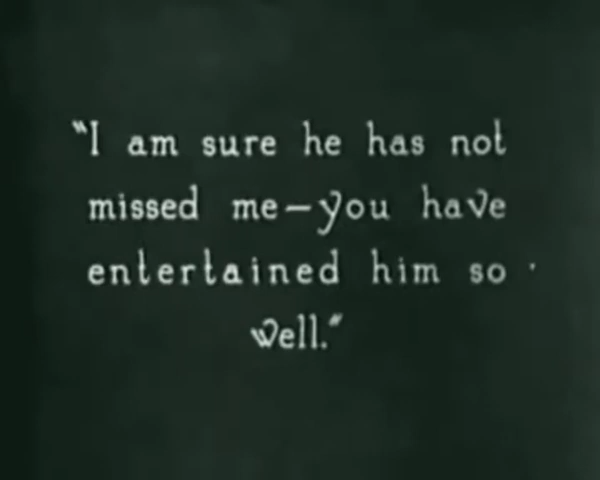 "I am sure he has not
missed me—you have
entertained him so
well."